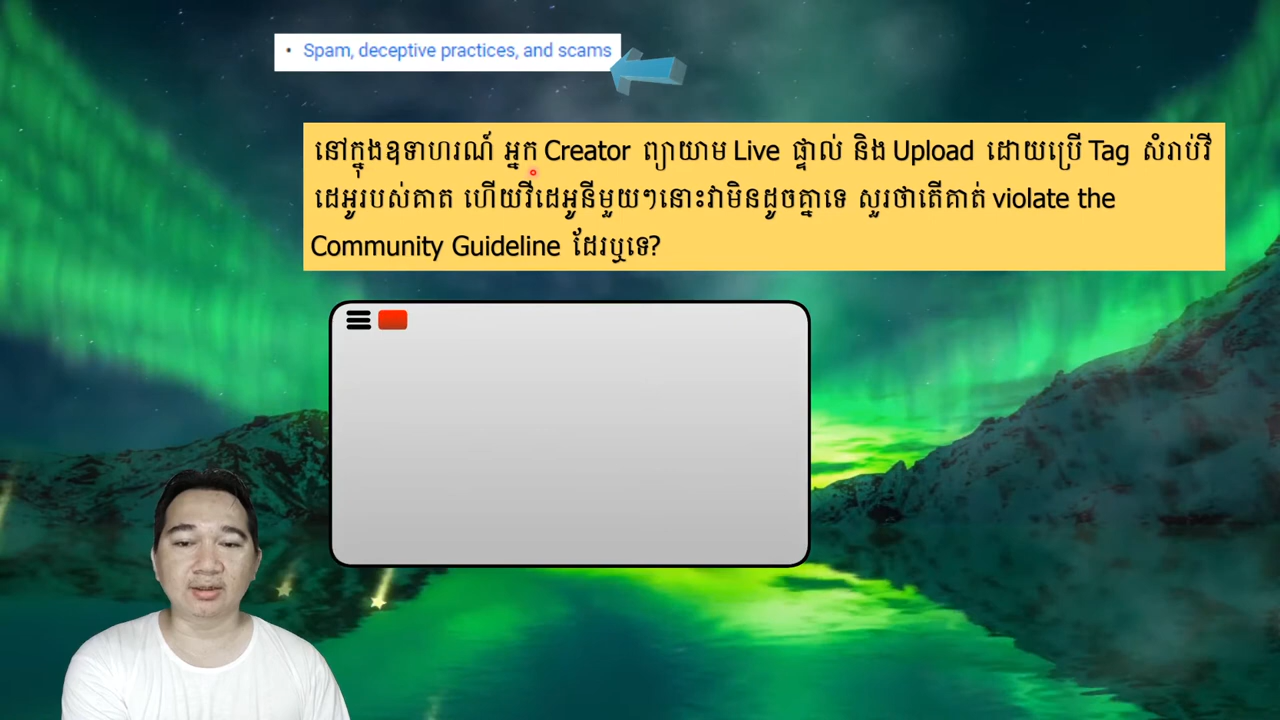 • Spam, deceptive practices, and scams
នៅក្នុងឧទាហរណ៍ អ្នក Creator ព្យាយាម Live ផ្ទាល់ និង Upload ដោយប្រើ Tag សំរាប់វី
ដេអូរបស់គាត ហើយវីដេអូនីមួយៗនោះវាមិនដូចគ្នាទេ សួរថាតើគាត់ violate the
Community Guideline ដែរឬទេ?